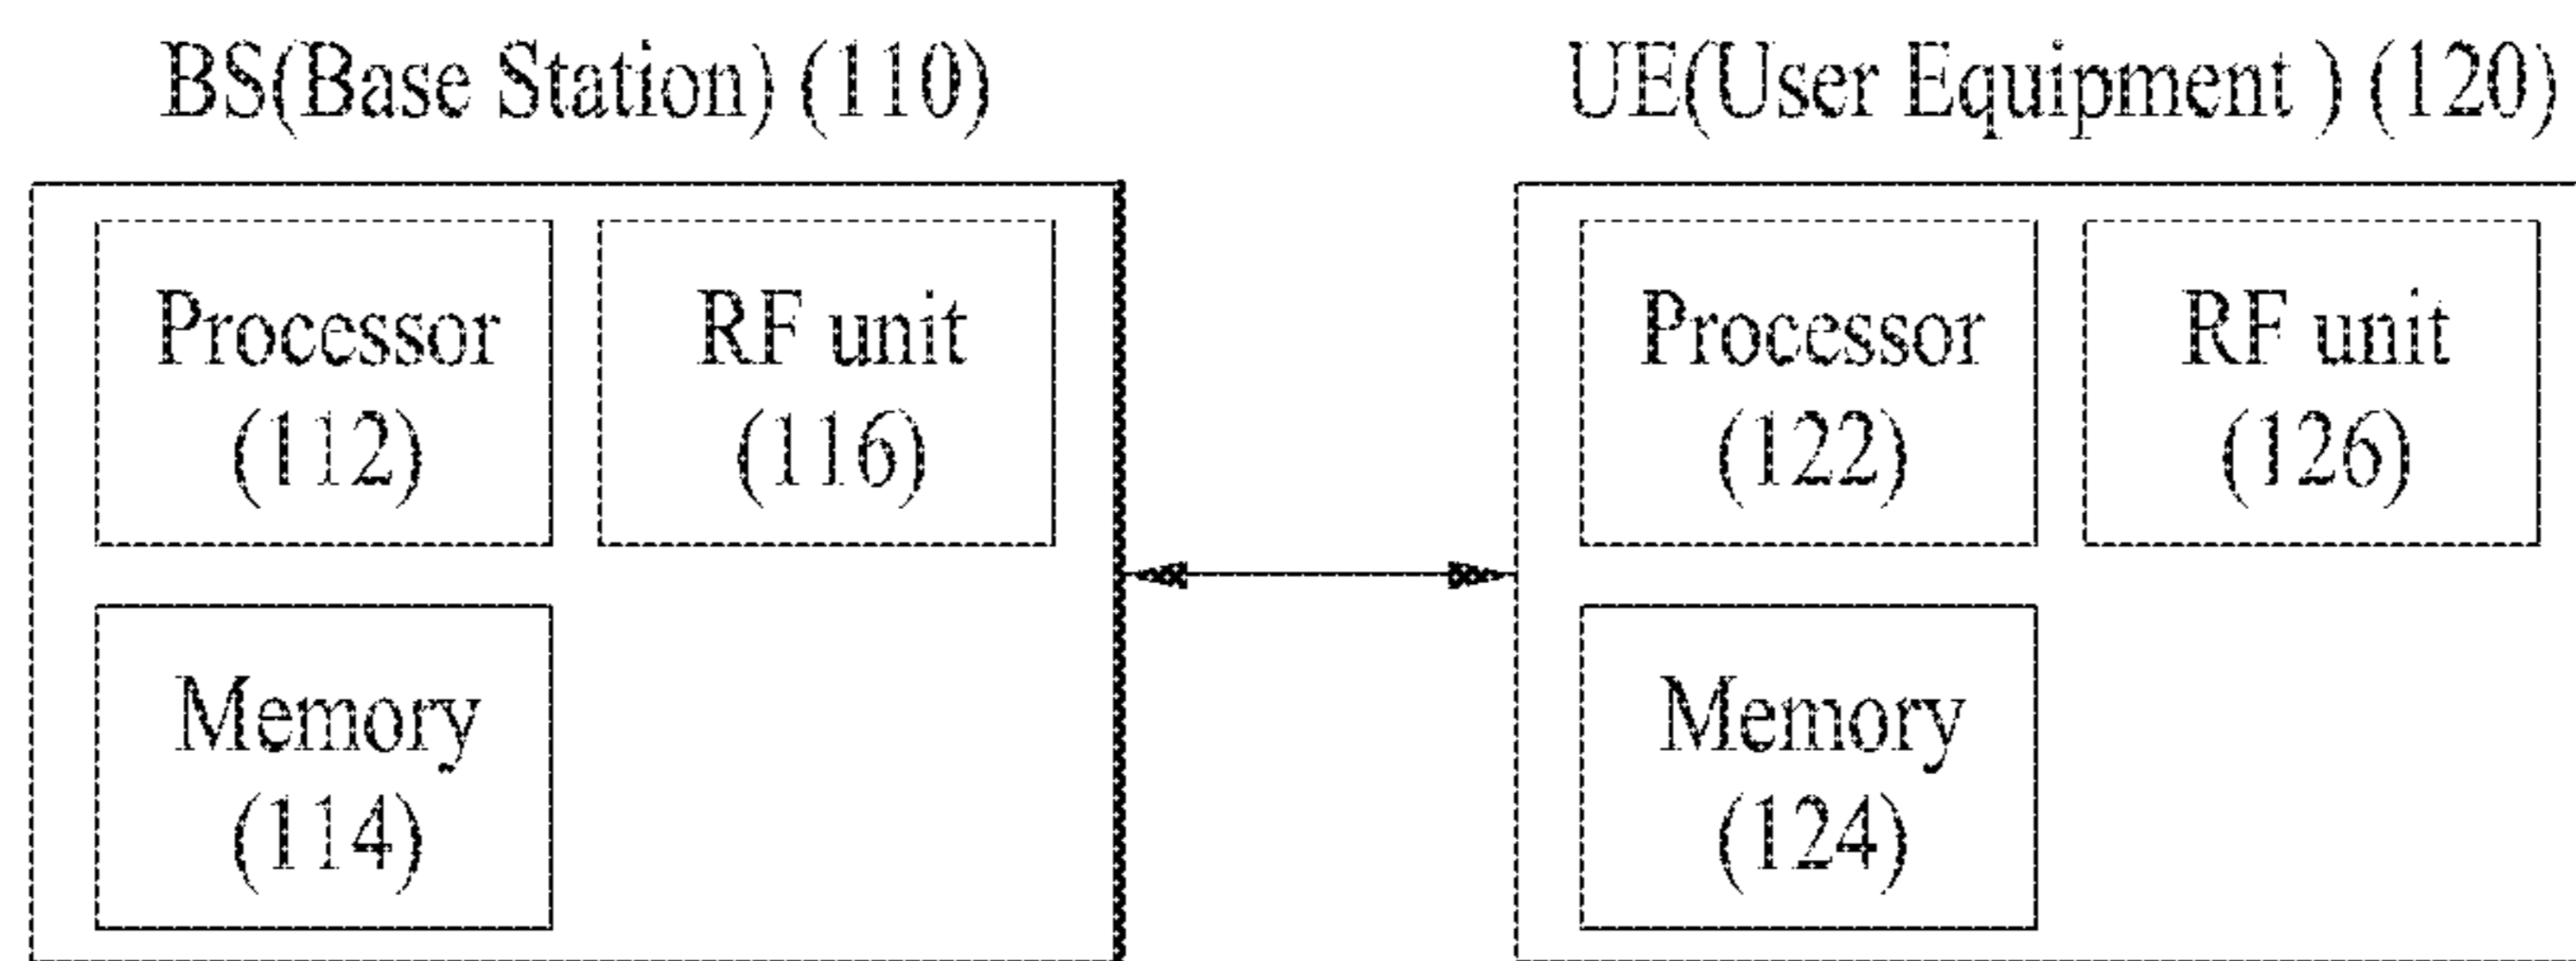 BS(Base Station) (110)
UE(User Equipment ) (120)
Processor
(112)
RF unit
(116)
Memory
(114)
Processor
(122)
RF unit
(126)
Memory
(124)